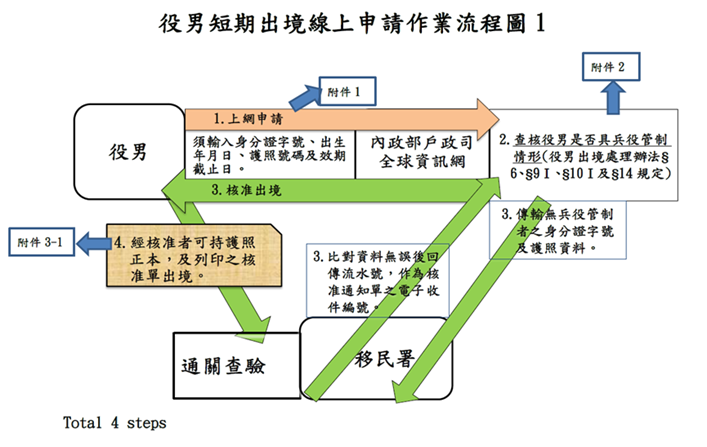 役男短期出境線上申請作業流程圖 1
附件 1
附件 2
1.上網申請
役男
須輸入身分證字號、出生
年月日、護照號碼及效期
截止日。
內政部戶政司
全球資訊網
2. 查核役男是否具兵役管制
情形(役男出境處理辦法§
6、§9Ⅰ、§10Ⅰ及§14 規定)
3.核准出境
附件 3-1
4. 經核准者可持護照
正本，及列印之核
准單出境。
3. 比對資料無誤後回
傳流水號，作為核
准通知單之電子收
件編號。
3. 傳輸無兵役管制
者之身分證字號
及護照資料。
通關查驗
移民署
Total 4 steps